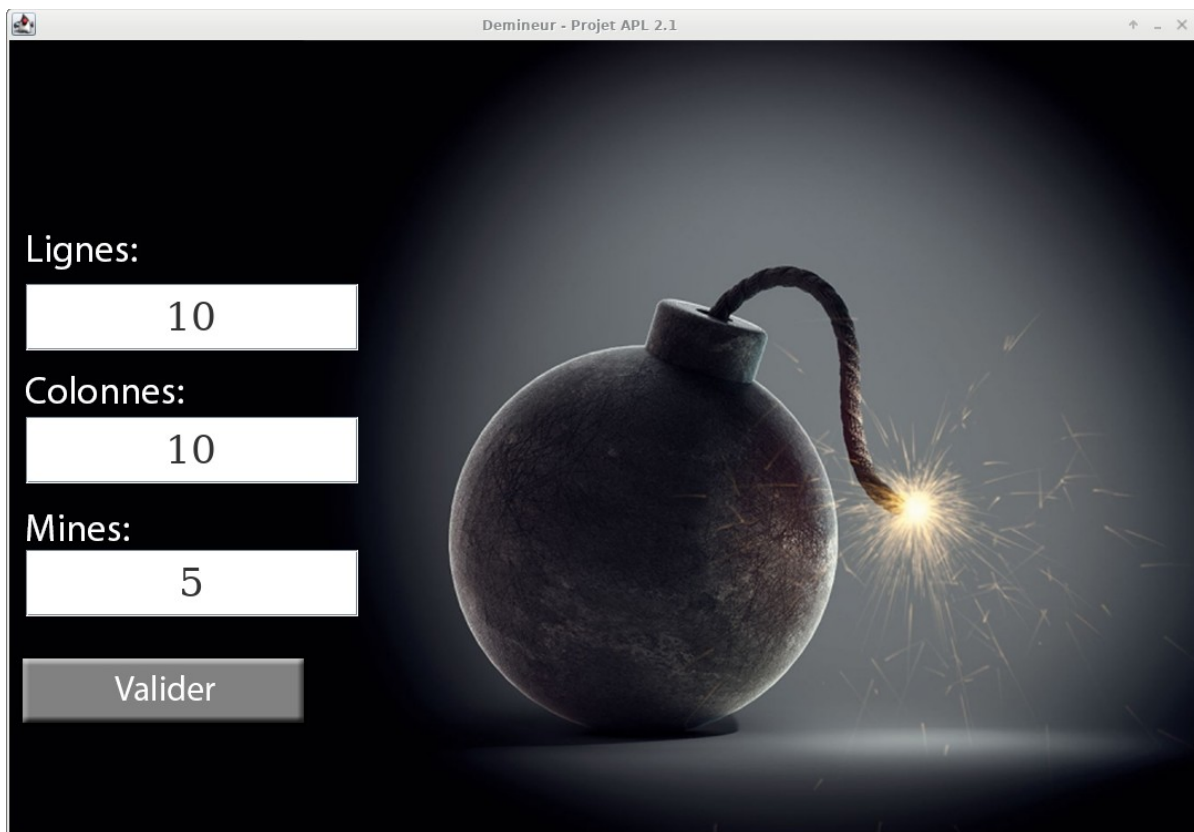 Demineur - Projet APL 2.1
Lignes:
10
Colonnes:
10
Mines:
5
Valider